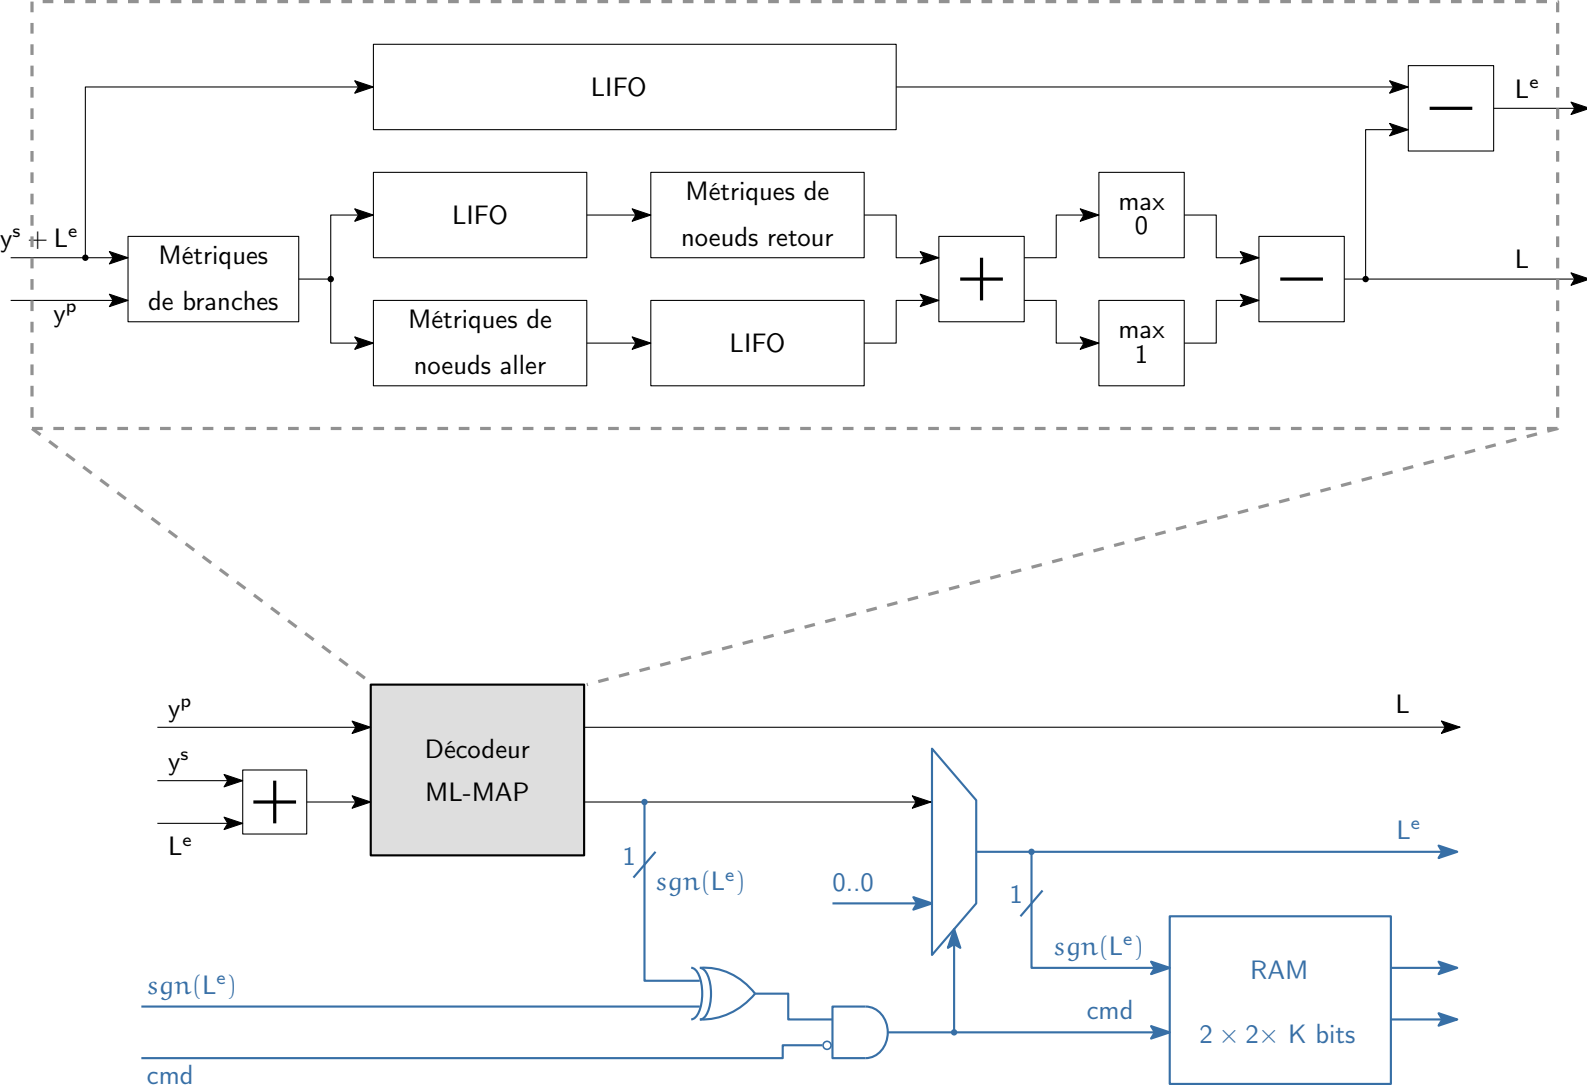 LIFO
Lᵉ
LIFO
Métriques de
noeuds retour
max
0
yˢ + Lᵉ
Métriques
de branches
+
−
−
L
yᵖ
Métriques de
noeuds aller
LIFO
max
1
yᵖ
L
yˢ
Décodeur
ML-MAP
+
Lᵉ
Lᵉ
1
sgn(Lᵉ)
0..0
1
sgn(Lᵉ)
RAM
sgn(Lᵉ)
cmd
2 × 2× K bits
cmd